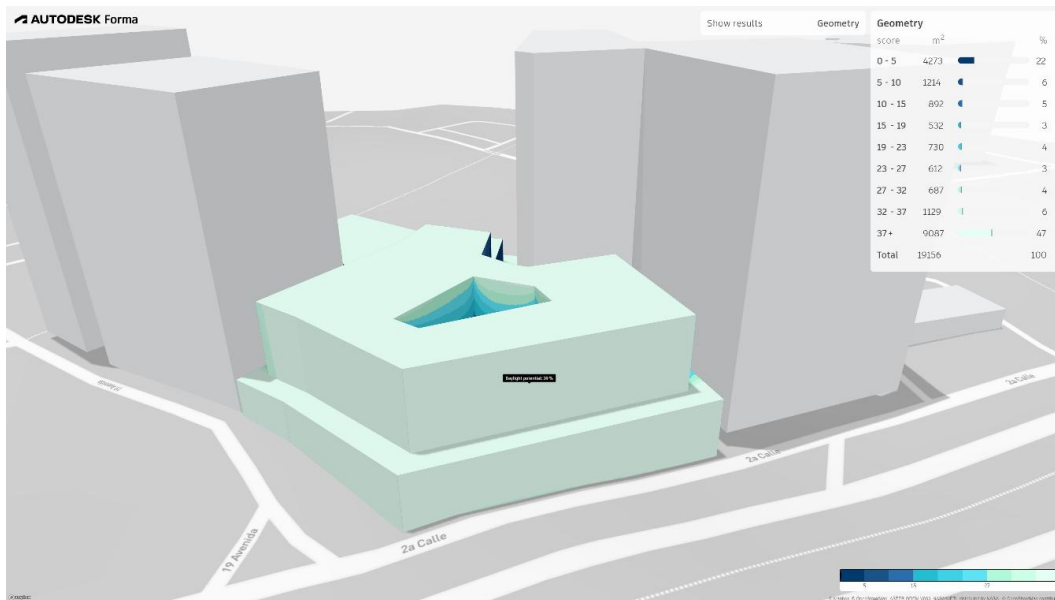 AUTODESK Forma
Show results Geometry
Geometry
score m² %
0 - 5 4273 22
5 - 10 1214 6
10 - 15 892 5
15 - 19 532 3
19 - 23 730 4
23 - 27 612 3
27 - 32 687 4
32 - 37 1129 6
37+ 9087 47
Total 19156 100
Daylight potential: 39 %
2a Calle
2a Calle
2a Calle
19 Avenida
5 15 27